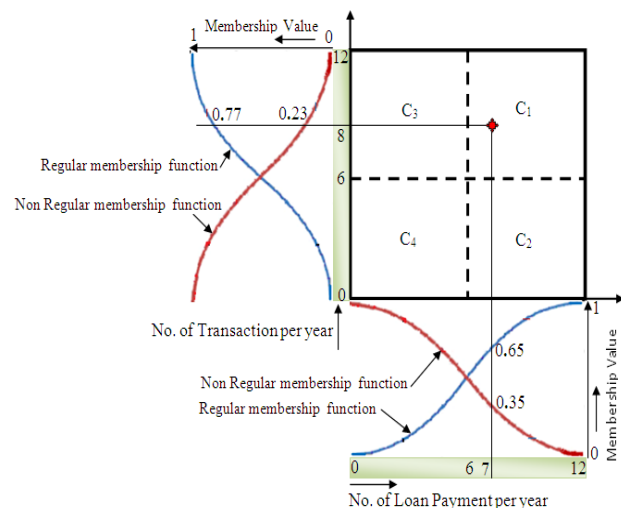 Membership Value
1
0
12
0.77
0.23
C3
C1
8
Regular membership function
6
Non Regular membership function
C4
C2
0
No. of Transaction per year
1
0.65
Non Regular membership function
Regular membership function
0.35
Membership Value
0
0
6 7
12
No. of Loan Payment per year